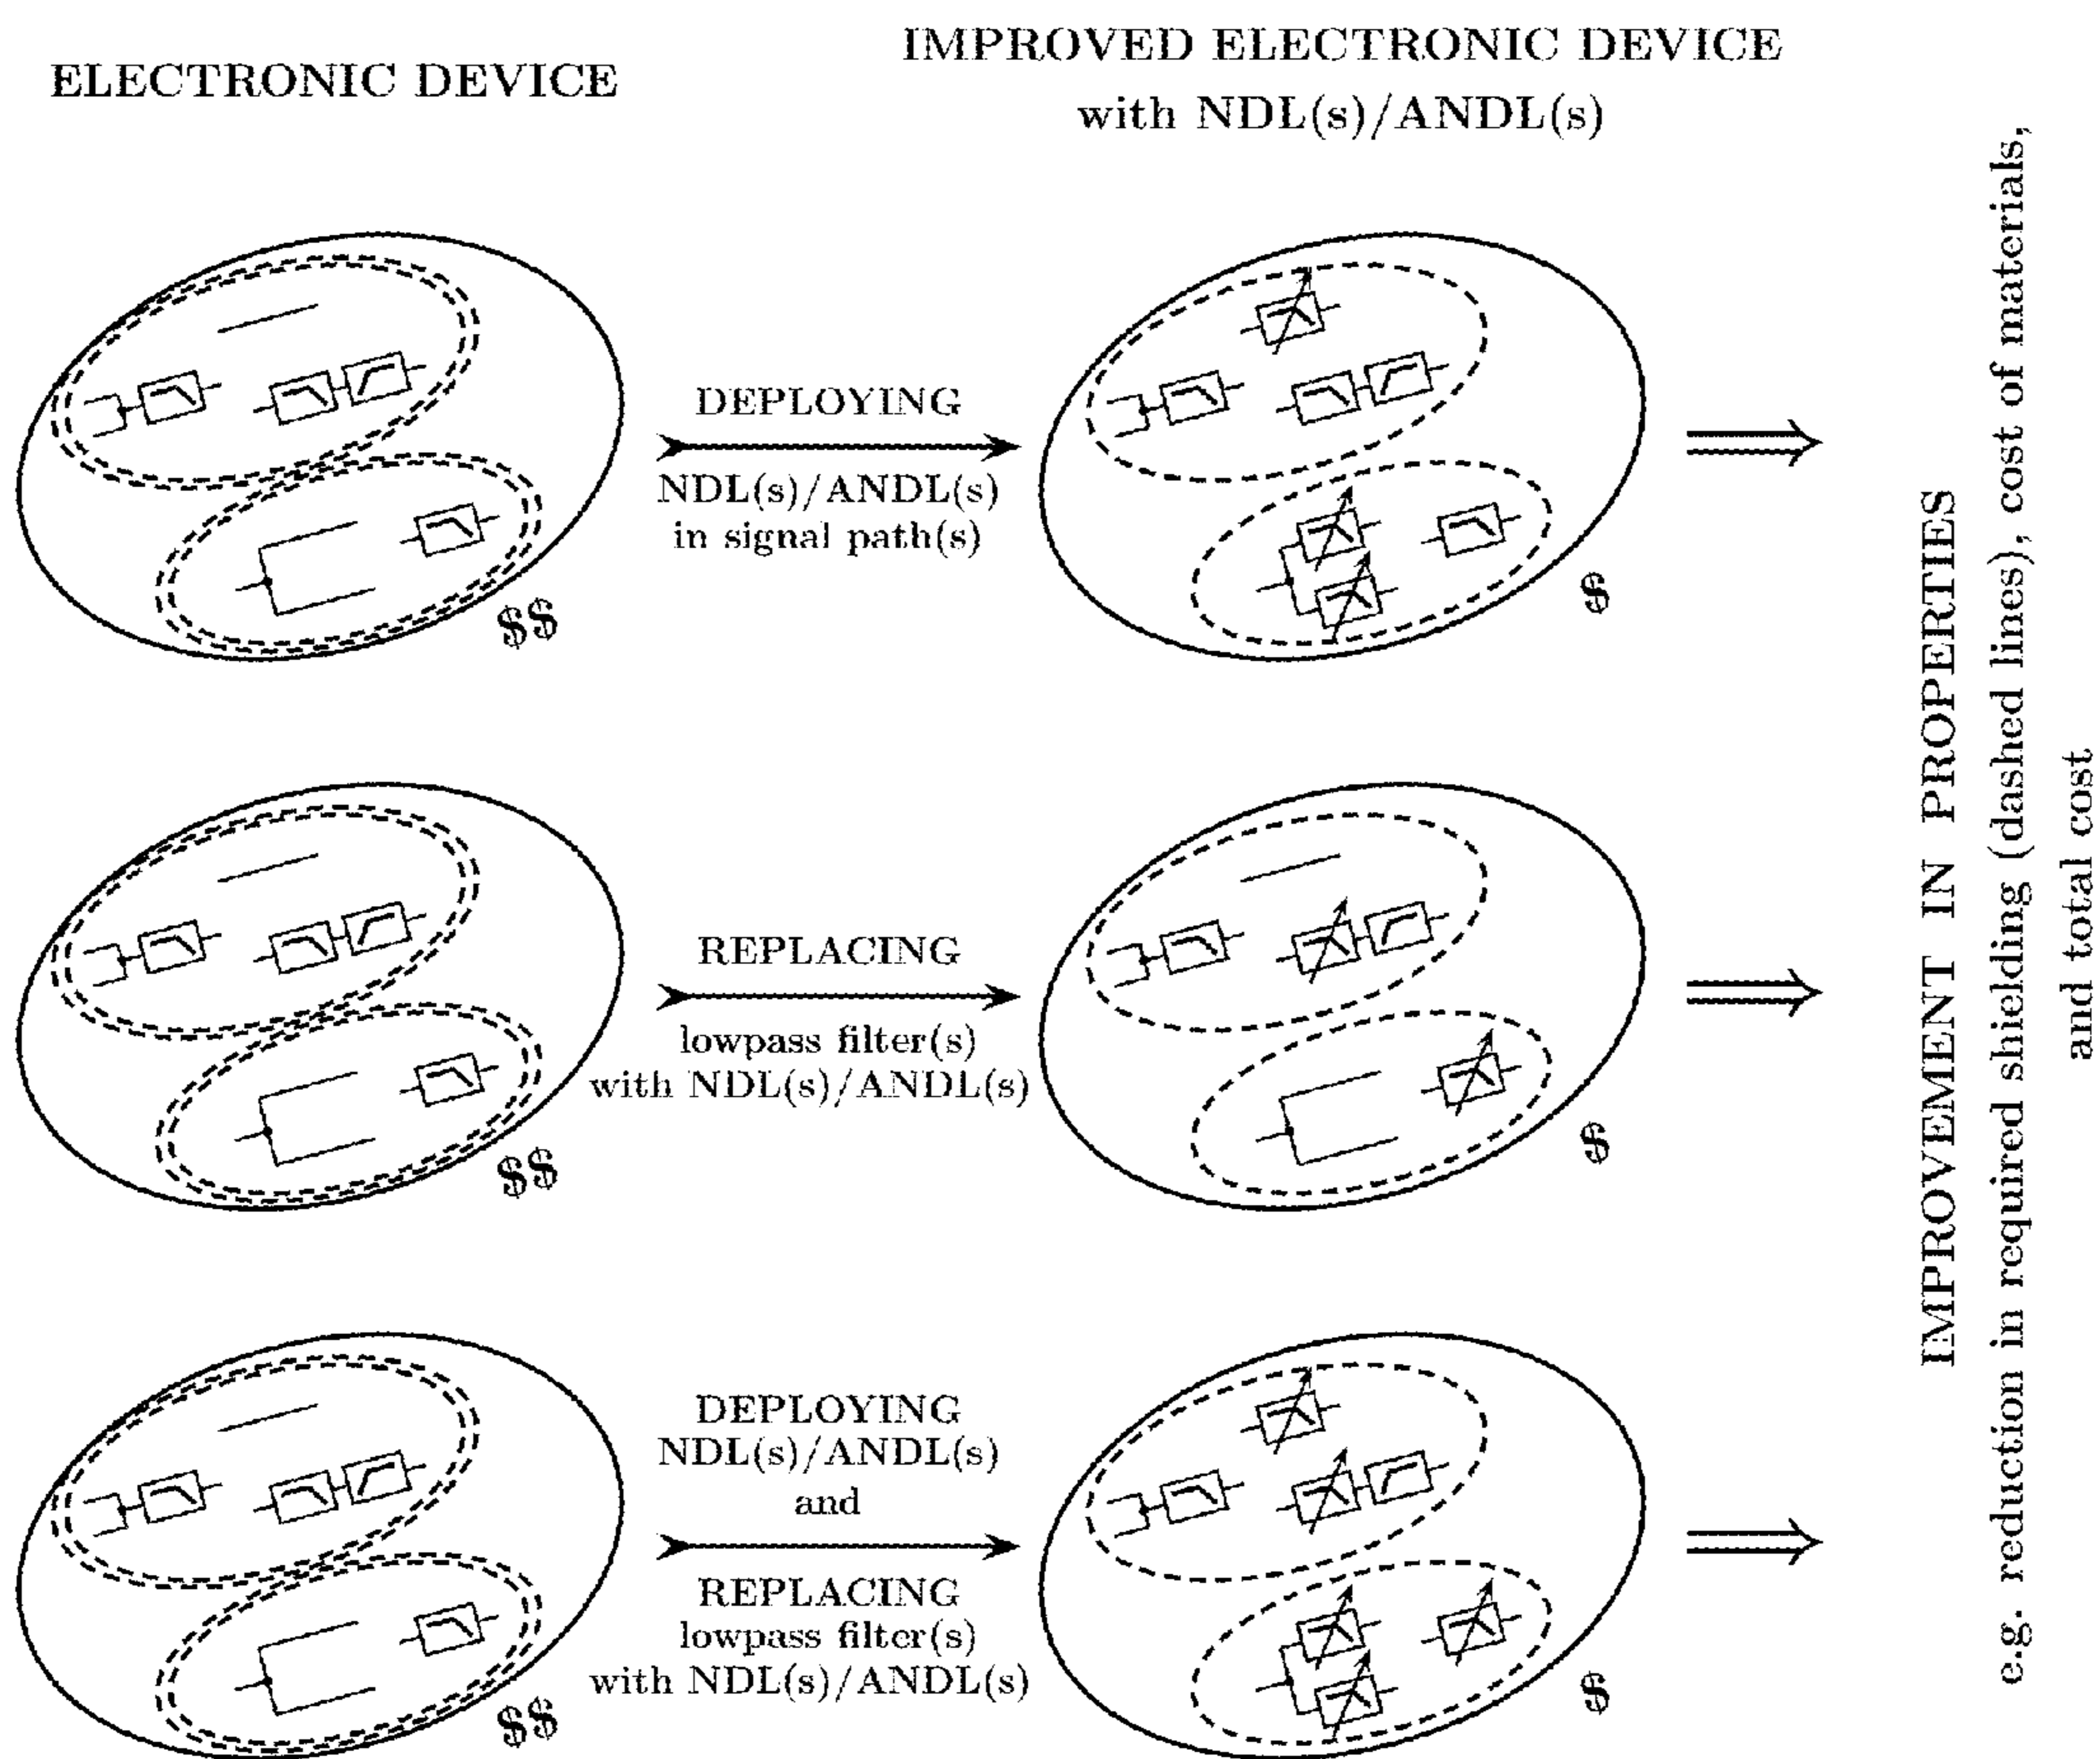 ELECTRONIC DEVICE
IMPROVED ELECTRONIC DEVICE
with NDL(s)/ANDL(s)
DEPLOYING
NDL(s)/ANDL(s)
in signal path(s)
$$
$
REPLACING
lowpass filter(s)
with NDL(s)/ANDL(s)
$$
$
DEPLOYING
NDL(s)/ANDL(s)
and
REPLACING
lowpass filter(s)
with NDL(s)/ANDL(s)
$$
$
IMPROVEMENT IN PROPERTIES
e.g. reduction in required shielding (dashed lines), cost of materials,
and total cost